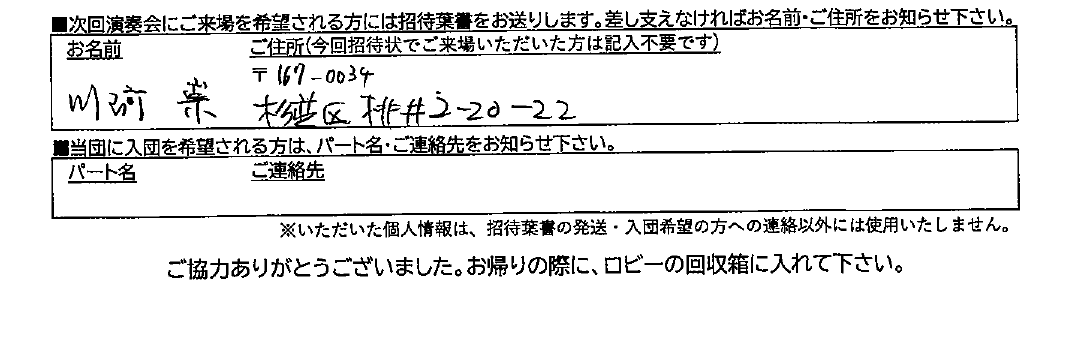 ■次回演奏会にご来場を希望される方には招待葉書をお送りします。差し支えなければお名前・ご住所をお知らせ下さい。
お名前 ご住所(今回招待状でご来場いただいた方は記入不要です)
〒167-0034
川 杉並区 桃井2-20-22
■当団に入団を希望される方は、パート名・ご連絡先をお知らせ下さい。
パート名 ご連絡先
※いただいた個人情報は、招待葉書の発送・入団希望の方への連絡以外には使用いたしません。
ご協力ありがとうございました。お帰りの際に、ロビーの回収箱に入れて下さい。